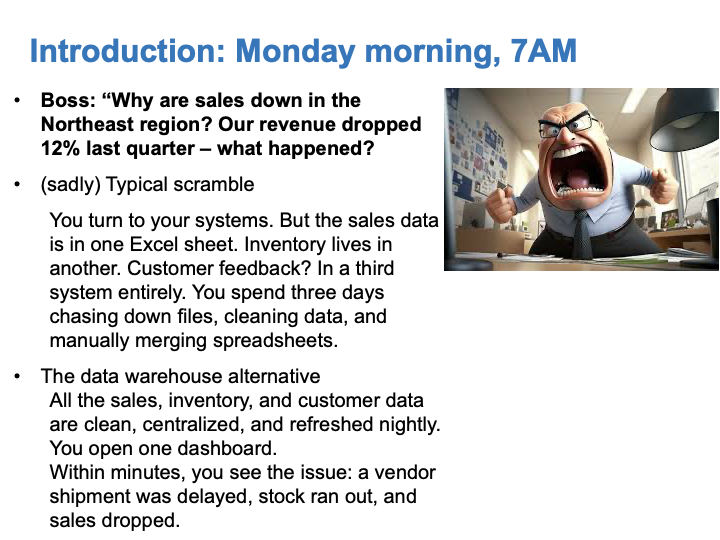 Introduction: Monday morning, 7AM
• Boss: “Why are sales down in the
Northeast region? Our revenue dropped
12% last quarter – what happened?
• (sadly) Typical scramble
You turn to your systems. But the sales data
is in one Excel sheet. Inventory lives in
another. Customer feedback? In a third
system entirely. You spend three days
chasing down files, cleaning data, and
manually merging spreadsheets.
• The data warehouse alternative
All the sales, inventory, and customer data
are clean, centralized, and refreshed nightly.
You open one dashboard.
Within minutes, you see the issue: a vendor
shipment was delayed, stock ran out, and
sales dropped.